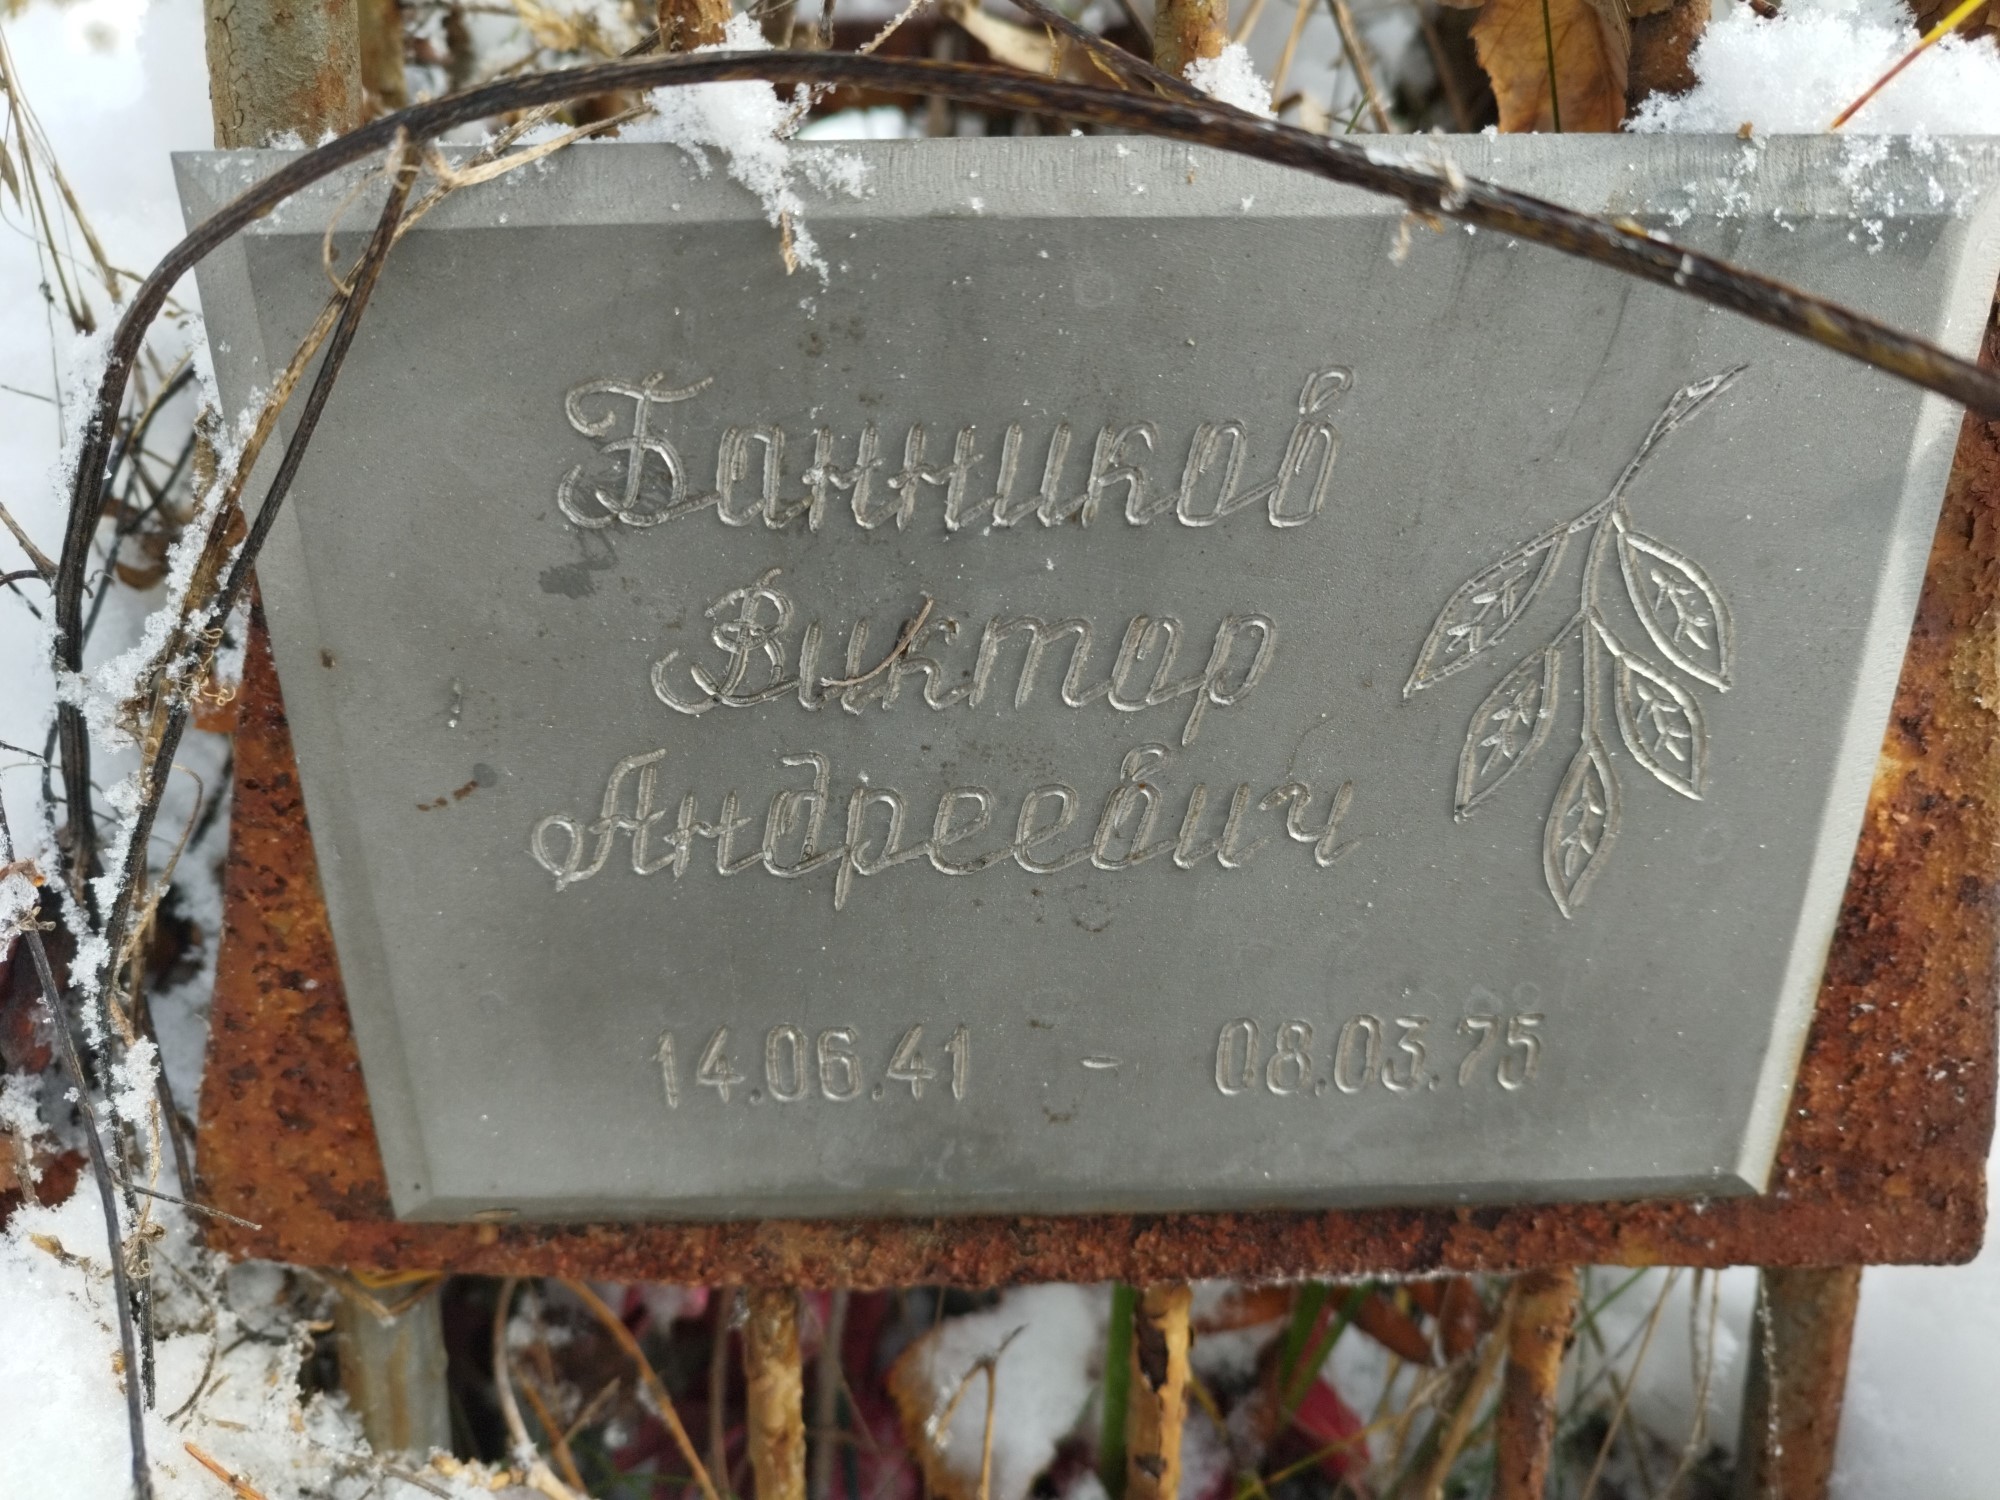 Банников
Виктор
Андреевич
14.06.41 - 08.03.75